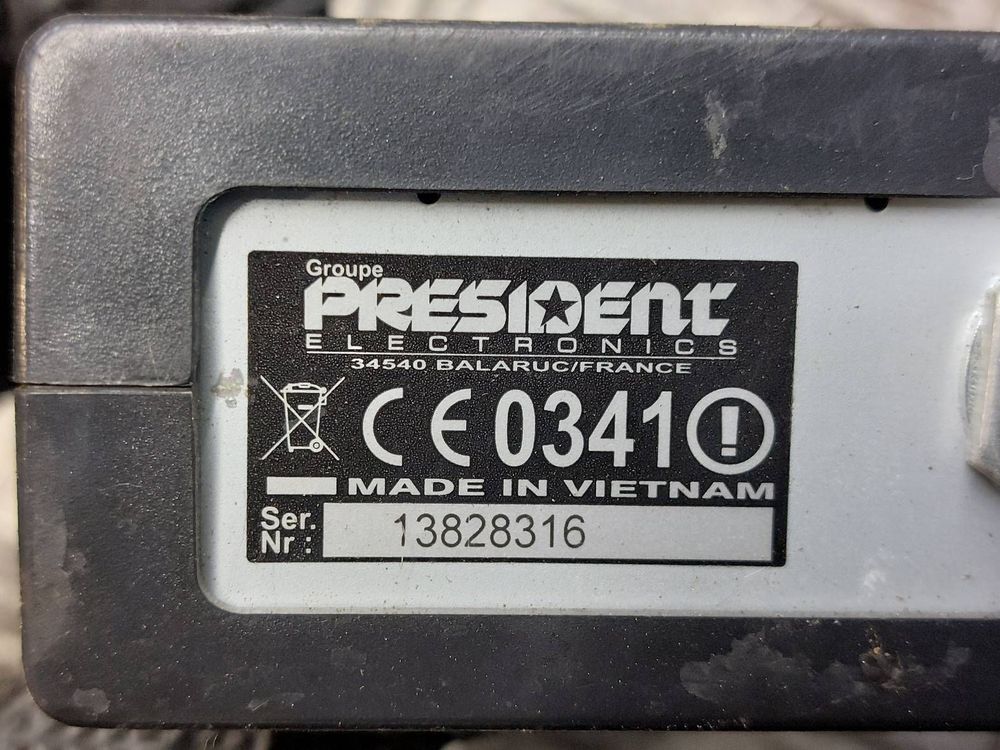 Groupe
PRESIDENT
ELECTRONICS
34540 BALARUC/FRANCE
CE 0341 !
MADE IN VIETNAM
Ser. Nr : 13828316